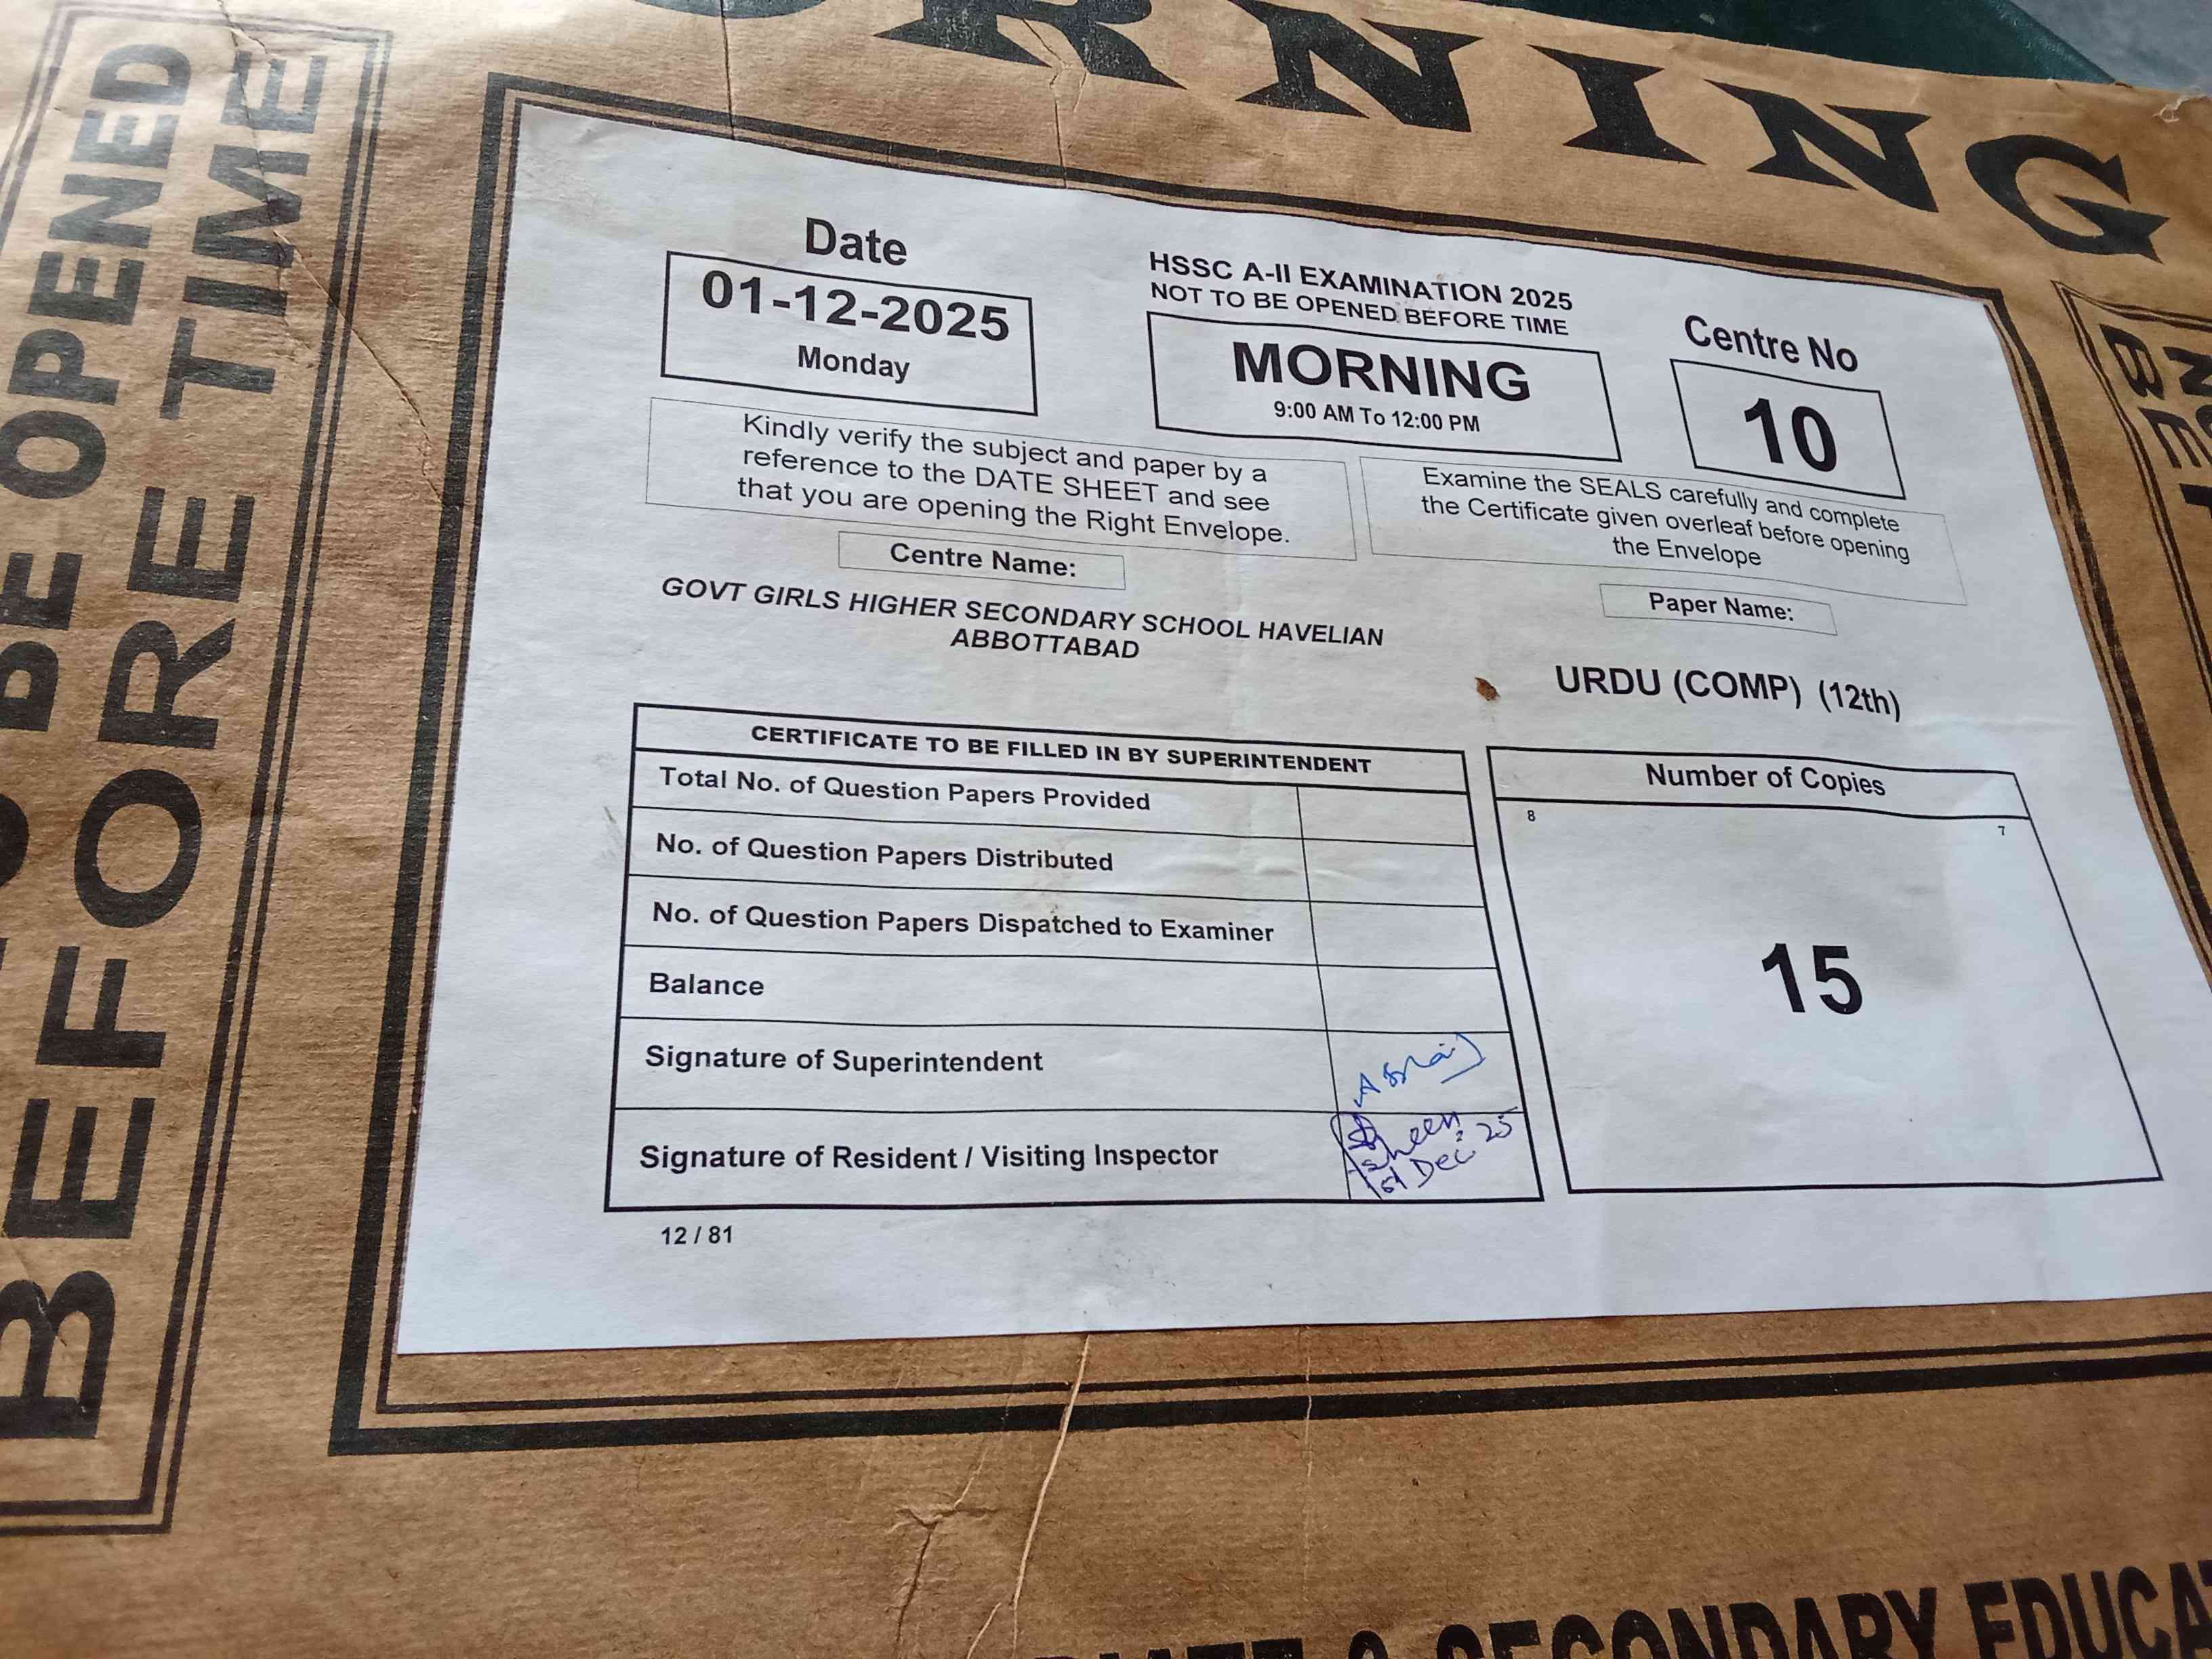 MORNING
BE OPENED
BEFORE TIME
Date
01-12-2025
Monday
HSSC A-II EXAMINATION 2025
NOT TO BE OPENED BEFORE TIME
MORNING
9:00 AM To 12:00 PM
Centre No
10
Kindly verify the subject and paper by a
reference to the DATE SHEET and see
that you are opening the Right Envelope.
Examine the SEALS carefully and complete
the Certificate given overleaf before opening
the Envelope
Centre Name:
GOVT GIRLS HIGHER SECONDARY SCHOOL HAVELIAN
ABBOTTABAD
Paper Name:
URDU (COMP) (12th)
CERTIFICATE TO BE FILLED IN BY SUPERINTENDENT
Total No. of Question Papers Provided
No. of Question Papers Distributed
No. of Question Papers Dispatched to Examiner
Balance
Signature of Superintendent
Signature of Resident / Visiting Inspector
1st Dec 25
Number of Copies
8 7
15
12 / 81
& SECONDARY EDUCA